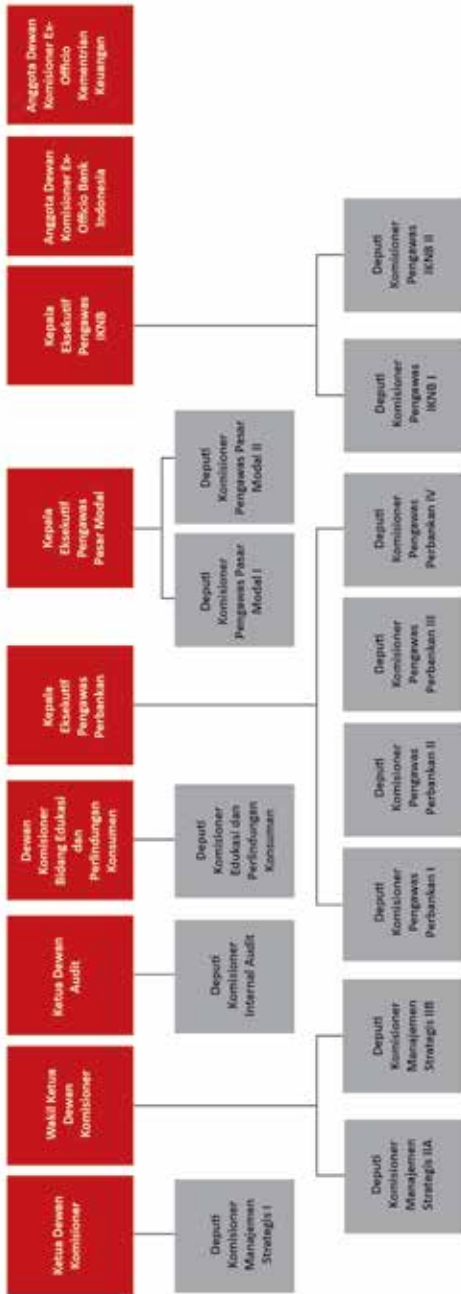 Ketua Dewan
Komisioner
Wakil Ketua
Dewan
Komisioner
Ketua Dewan
Audit
Dewan
Komisioner
Bidang Edukasi
dan
Perlindungan
Konsumen
Kepala
Eksekutif
Pengawas
Perbankan
Kepala
Eksekutif
Pengawas
Pasar Modal
Kepala
Eksekutif
Pengawas
IKNB
Anggota Dewan
Komisioner Ex-
Officio Bank
Indonesia
Anggota Dewan
Komisioner Ex-
Officio
Kementrian
Keuangan
Deputi
Komisioner
Manajemen
Strategis I
Deputi
Komisioner
Internal Audit
Deputi
Komisioner
Edukasi dan
Perlindungan
Konsumen
Deputi
Komisioner
Pengawas Pasar
Modal I
Deputi
Komisioner
Pengawas Pasar
Modal II
Deputi
Komisioner
Manajemen
Strategis IIA
Deputi
Komisioner
Manajemen
Strategis IIB
Deputi
Komisioner
Pengawas
Perbankan I
Deputi
Komisioner
Pengawas
Perbankan II
Deputi
Komisioner
Pengawas
Perbankan III
Deputi
Komisioner
Pengawas
Perbankan IV
Deputi
Komisioner
Pengawas
IKNB I
Deputi
Komisioner
Pengawas
IKNB II